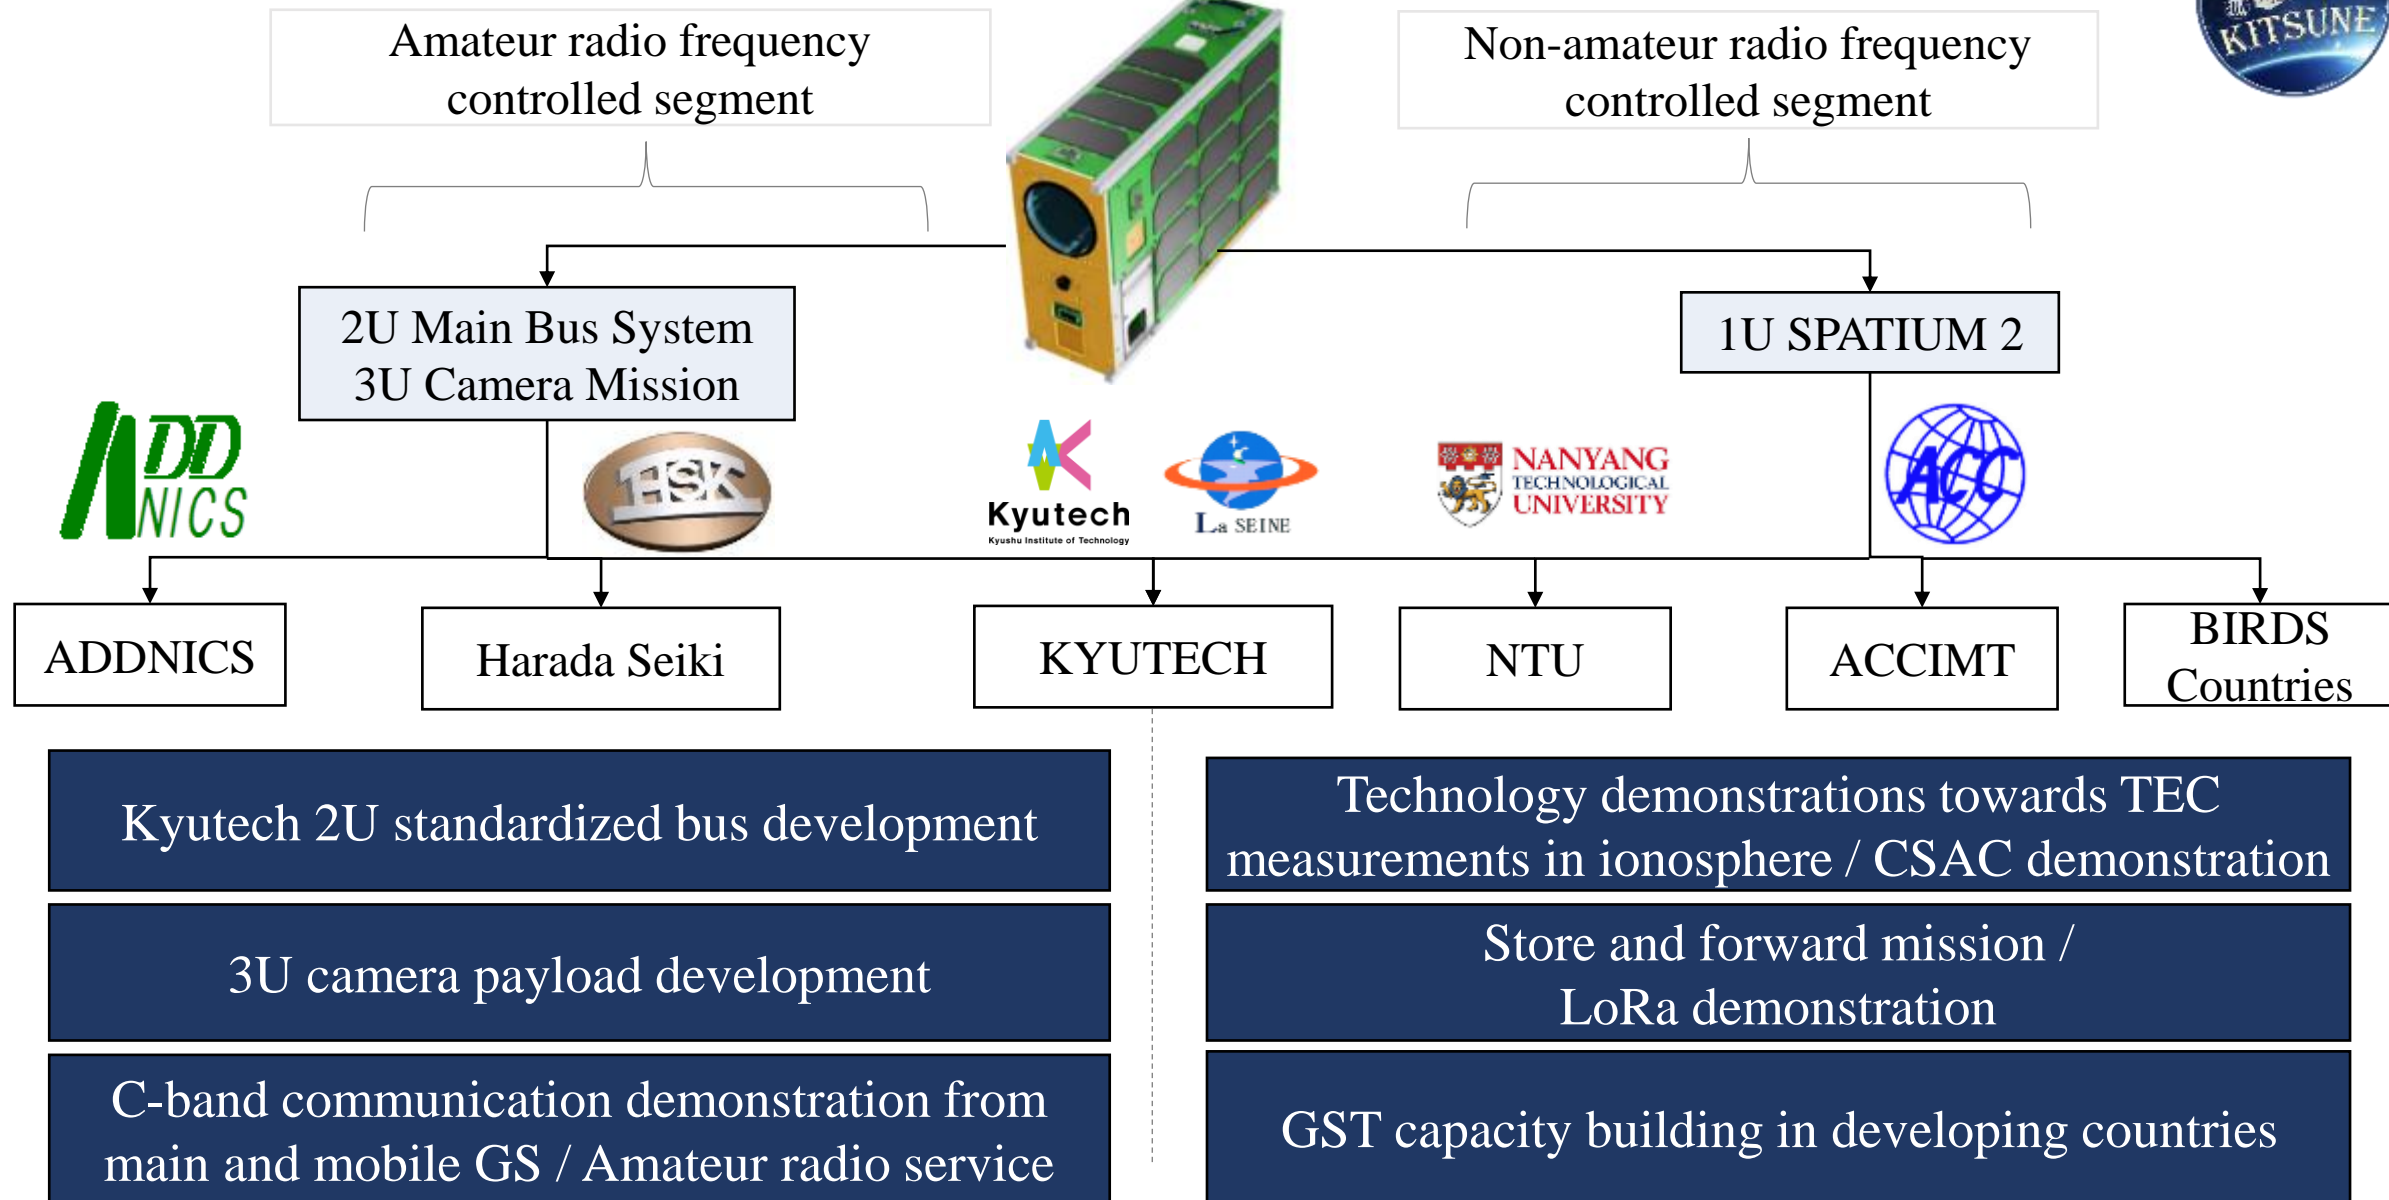 Amateur radio frequency
controlled segment
Non-amateur radio frequency
controlled segment
KITSUNE
2U Main Bus System
3U Camera Mission
1U SPATIUM 2
ADD
NICS
HSK
Kyutech
Kyushu Institute of Technology
La SEINE
NANYANG
TECHNOLOGICAL
UNIVERSITY
ACC
ADDNICS
Harada Seiki
KYUTECH
NTU
ACCIMT
BIRDS
Countries
Kyutech 2U standardized bus development
Technology demonstrations towards TEC
measurements in ionosphere / CSAC demonstration
3U camera payload development
Store and forward mission /
LoRa demonstration
C-band communication demonstration from
main and mobile GS / Amateur radio service
GST capacity building in developing countries